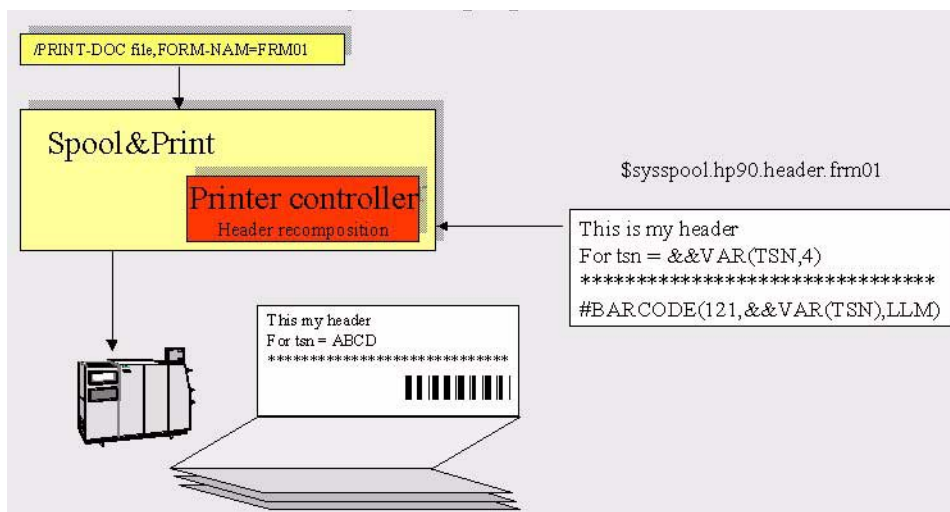 /PRINT-DOC file,FORM-NAM=FRM01
Spool&Print
Printer controller
Header recomposition
$sysspool.hp90.header.frm01
This is my header
For tsn = &&VAR(TSN,4)
********************************
#BARCODE(121,&&VAR(TSN),LLM)
This my header
For tsn = ABCD
*****************************